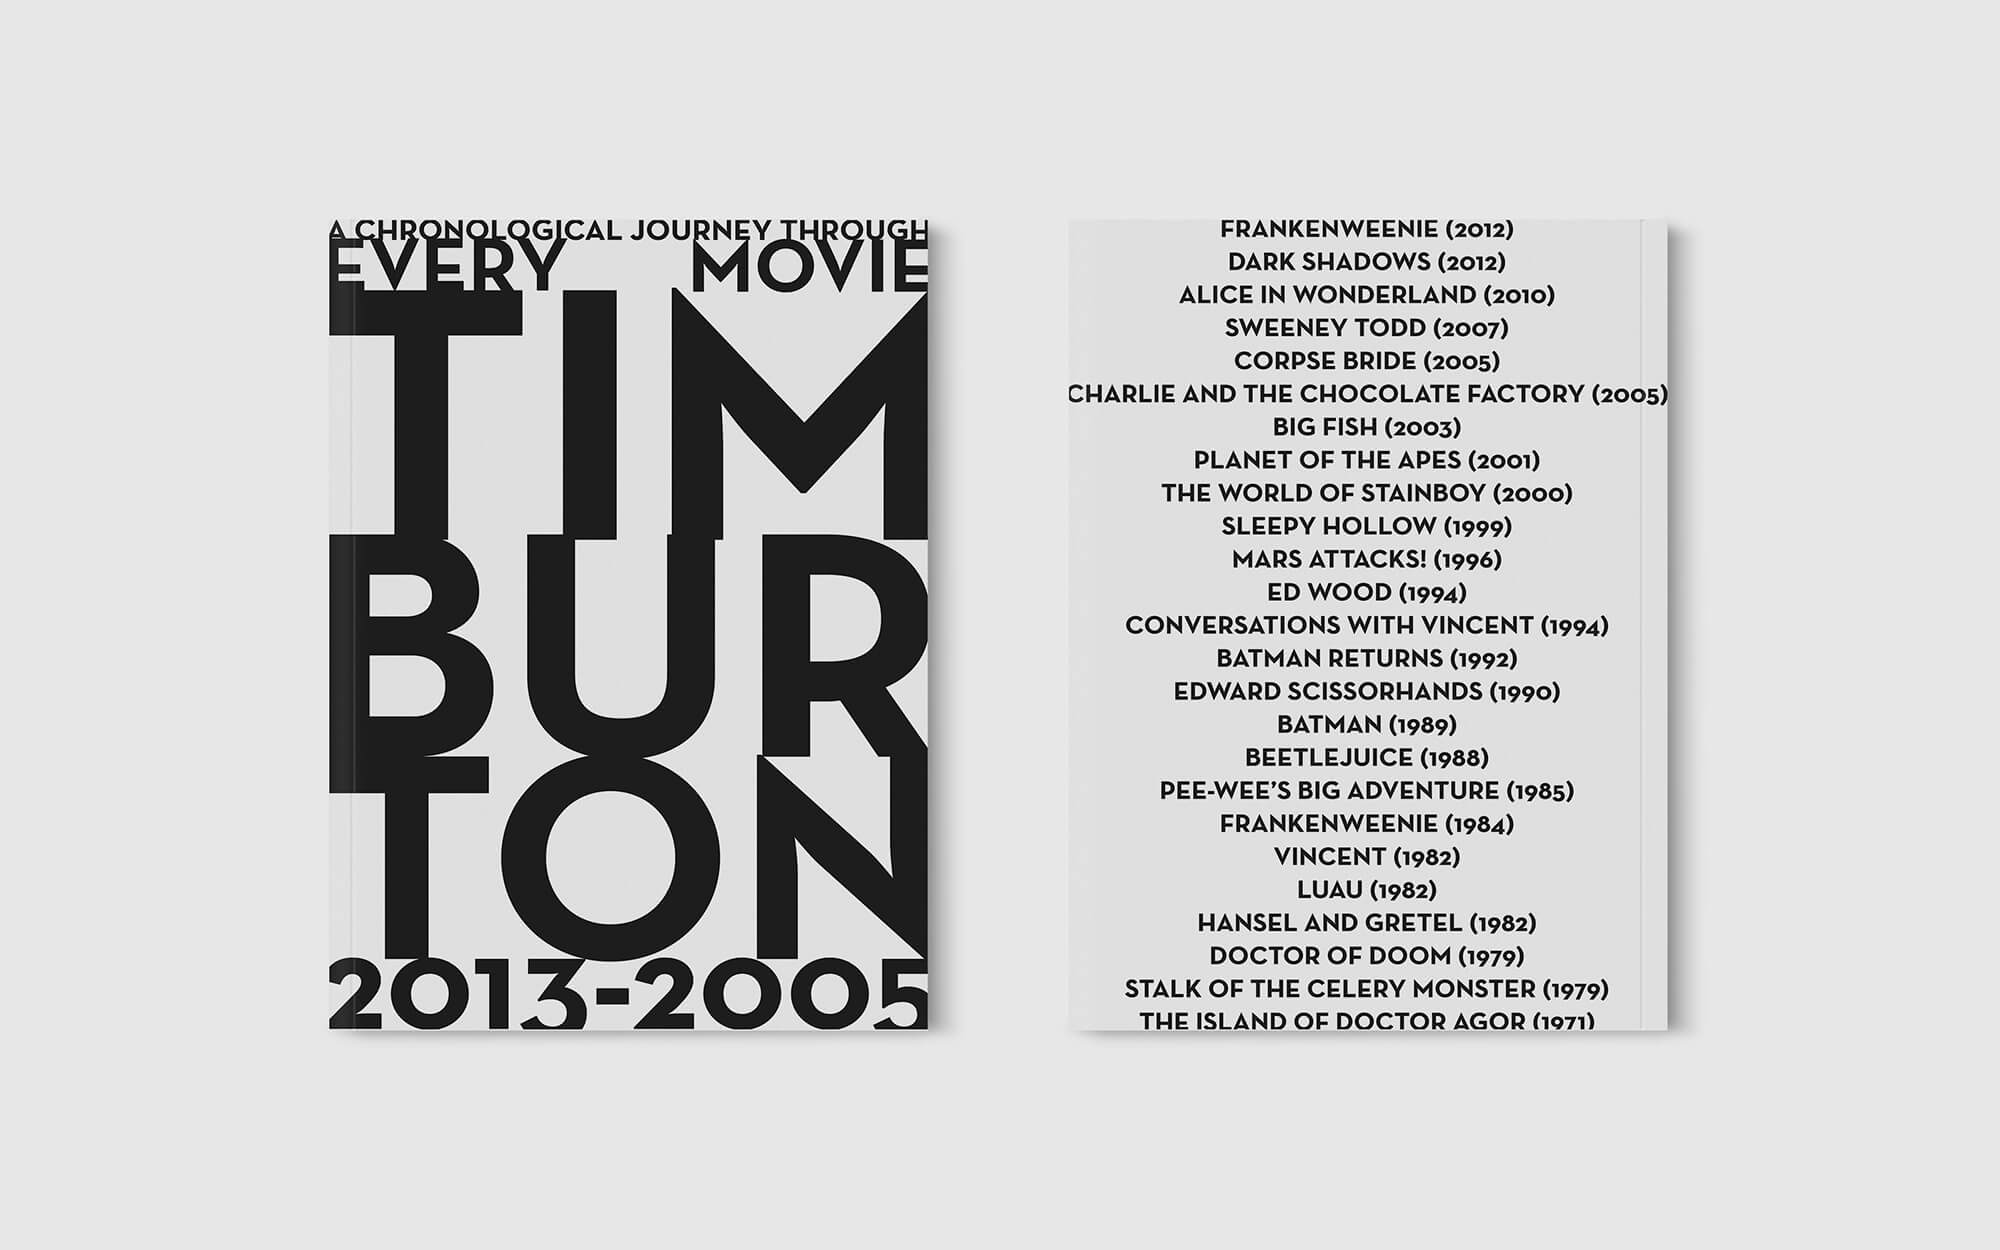 A CHRONOLOGICAL JOURNEY THROUGH
EVERY MOVIE
TIM
BUR
TON
2013-2005
FRANKENWEENIE (2012)
DARK SHADOWS (2012)
ALICE IN WONDERLAND (2010)
SWEENEY TODD (2007)
CORPSE BRIDE (2005)
CHARLIE AND THE CHOCOLATE FACTORY (2005)
BIG FISH (2003)
PLANET OF THE APES (2001)
THE WORLD OF STAINBOY (2000)
SLEEPY HOLLOW (1999)
MARS ATTACKS! (1996)
ED WOOD (1994)
CONVERSATIONS WITH VINCENT (1994)
BATMAN RETURNS (1992)
EDWARD SCISSORHANDS (1990)
BATMAN (1989)
BEETLEJUICE (1988)
PEE-WEE’S BIG ADVENTURE (1985)
FRANKENWEENIE (1984)
VINCENT (1982)
LUAU (1982)
HANSEL AND GRETEL (1982)
DOCTOR OF DOOM (1979)
STALK OF THE CELERY MONSTER (1979)
THE ISLAND OF DOCTOR AGOR (1971)